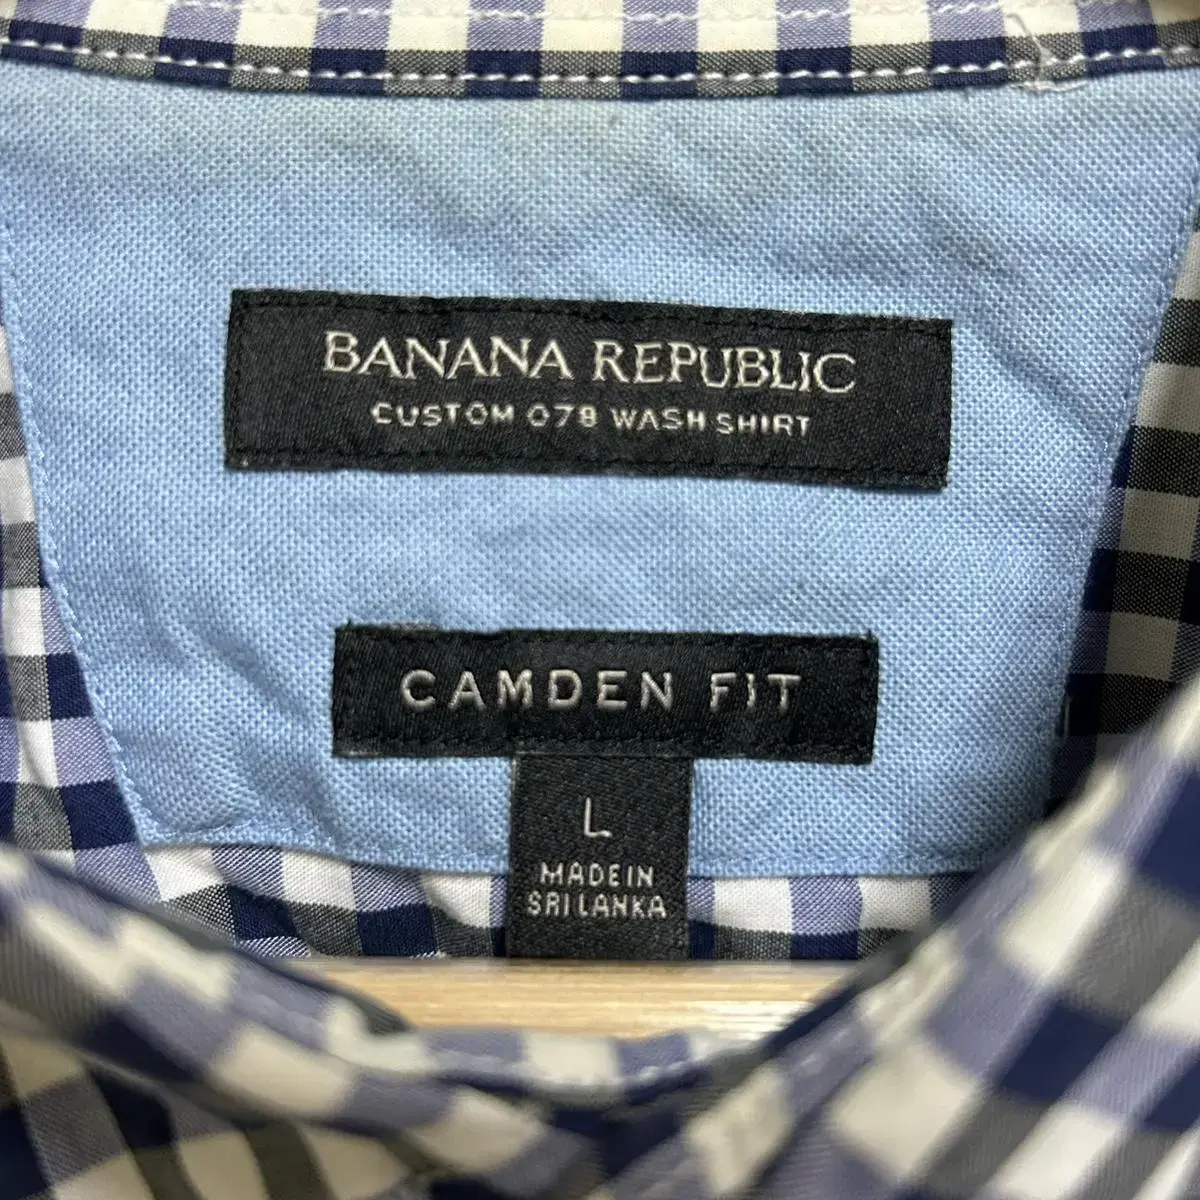 BANANA REPUBLIC
CUSTOM 078 WASH SHIRT
CAMDEN FIT
L
MADE IN
SRI LANKA